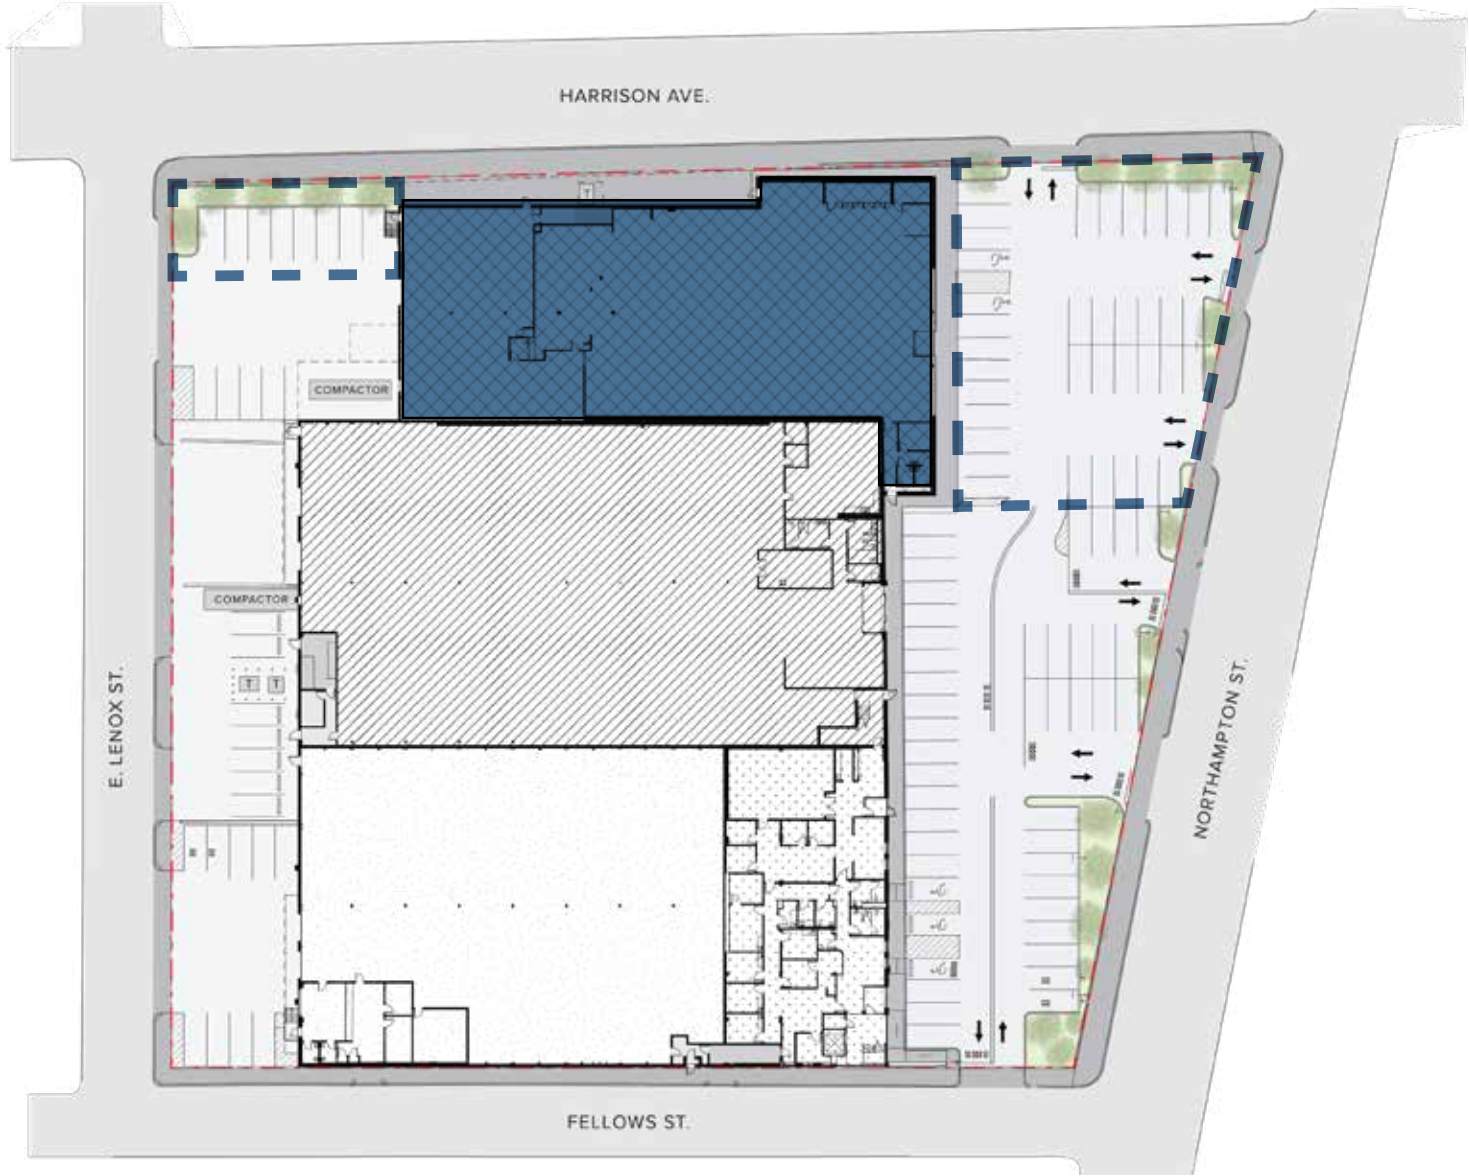 HARRISON AVE.
T
COMPACTOR
COMPACTOR
T T
E. LENOX ST.
NORTHAMPTON ST.
FELLOWS ST.